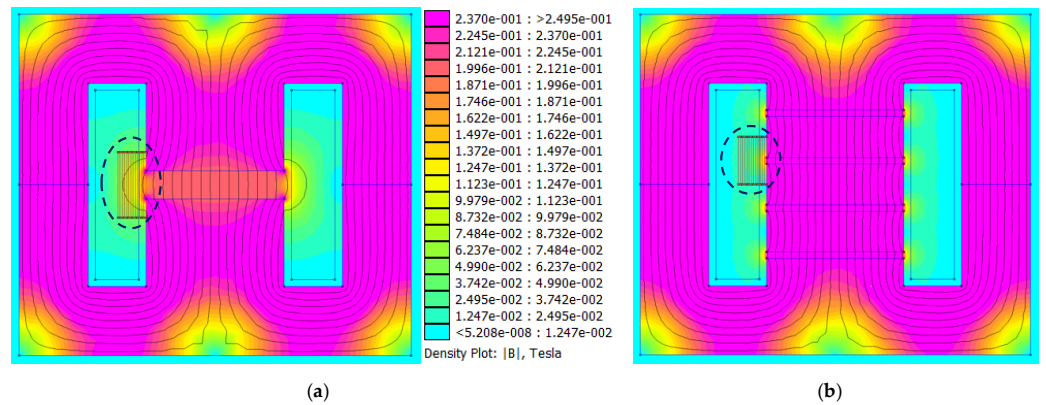 2.370e-001 : >2.495e-001
2.245e-001 : 2.370e-001
2.121e-001 : 2.245e-001
1.996e-001 : 2.121e-001
1.871e-001 : 1.996e-001
1.746e-001 : 1.871e-001
1.622e-001 : 1.746e-001
1.497e-001 : 1.622e-001
1.372e-001 : 1.497e-001
1.247e-001 : 1.372e-001
1.123e-001 : 1.247e-001
9.979e-002 : 1.123e-001
8.732e-002 : 9.979e-002
7.484e-002 : 8.732e-002
6.237e-002 : 7.484e-002
4.990e-002 : 6.237e-002
3.742e-002 : 4.990e-002
2.495e-002 : 3.742e-002
1.247e-002 : 2.495e-002
<5.208e-008 : 1.247e-002
Density Plot: |B|, Tesla
(a)
(b)